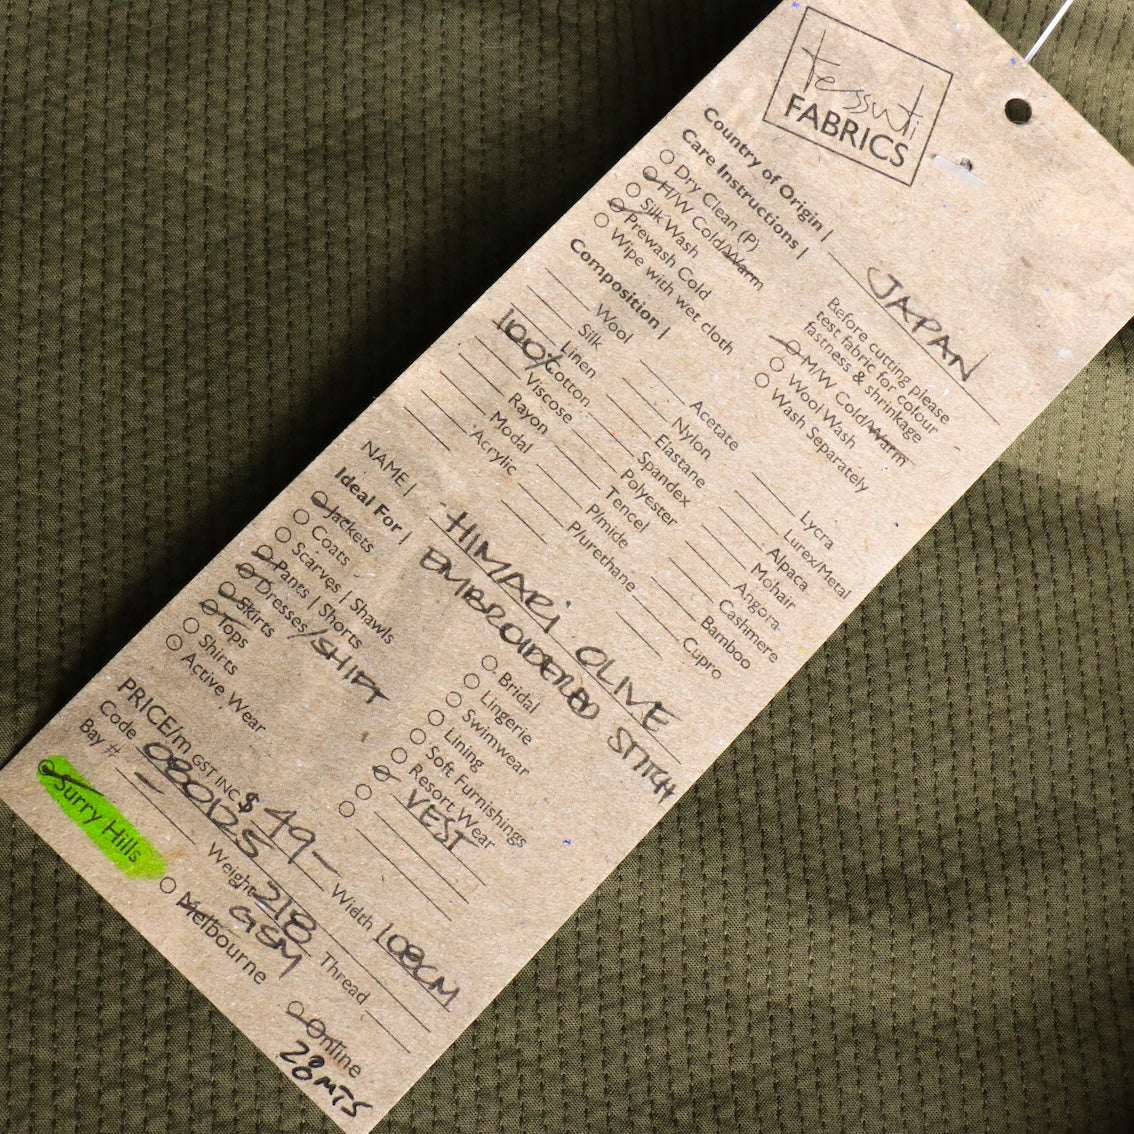 tessuti
FABRICS
Country of Origin | JAPAN
Care Instructions |
Dry Clean (P)
H/W Cold/Warm
Silk Wash
Prewash Cold
Wipe with wet cloth
Before cutting please
test fabric for colour
fastness & shrinkage
M/W Cold/Warm
Wool Wash
Wash Separately
Composition |
Wool
Silk
Linen
100% Cotton
Viscose
Rayon
Modal
Acrylic
Acetate
Nylon
Elastane
Spandex
Polyester
Tencel
P/mide
P/urethane
Lycra
Lurex/Metal
Alpaca
Mohair
Angora
Cashmere
Bamboo
Cupro
NAME | HIMARI OLIVE
EMBROIDERED STITCH
Ideal For |
Jackets
Coats
Scarves | Shawls
Pants | Shorts
Dresses/SHIFT
Skirts
Tops
Shirts
Active Wear
Bridal
Lingerie
Swimwear
Lining
Soft Furnishings
Resort Wear
VEST
PRICE/m GST INC $49-
Width 108CM
Code 080125
Weight 218
GSM
Thread
Bay #
Surry Hills
Melbourne
Online
28MTS